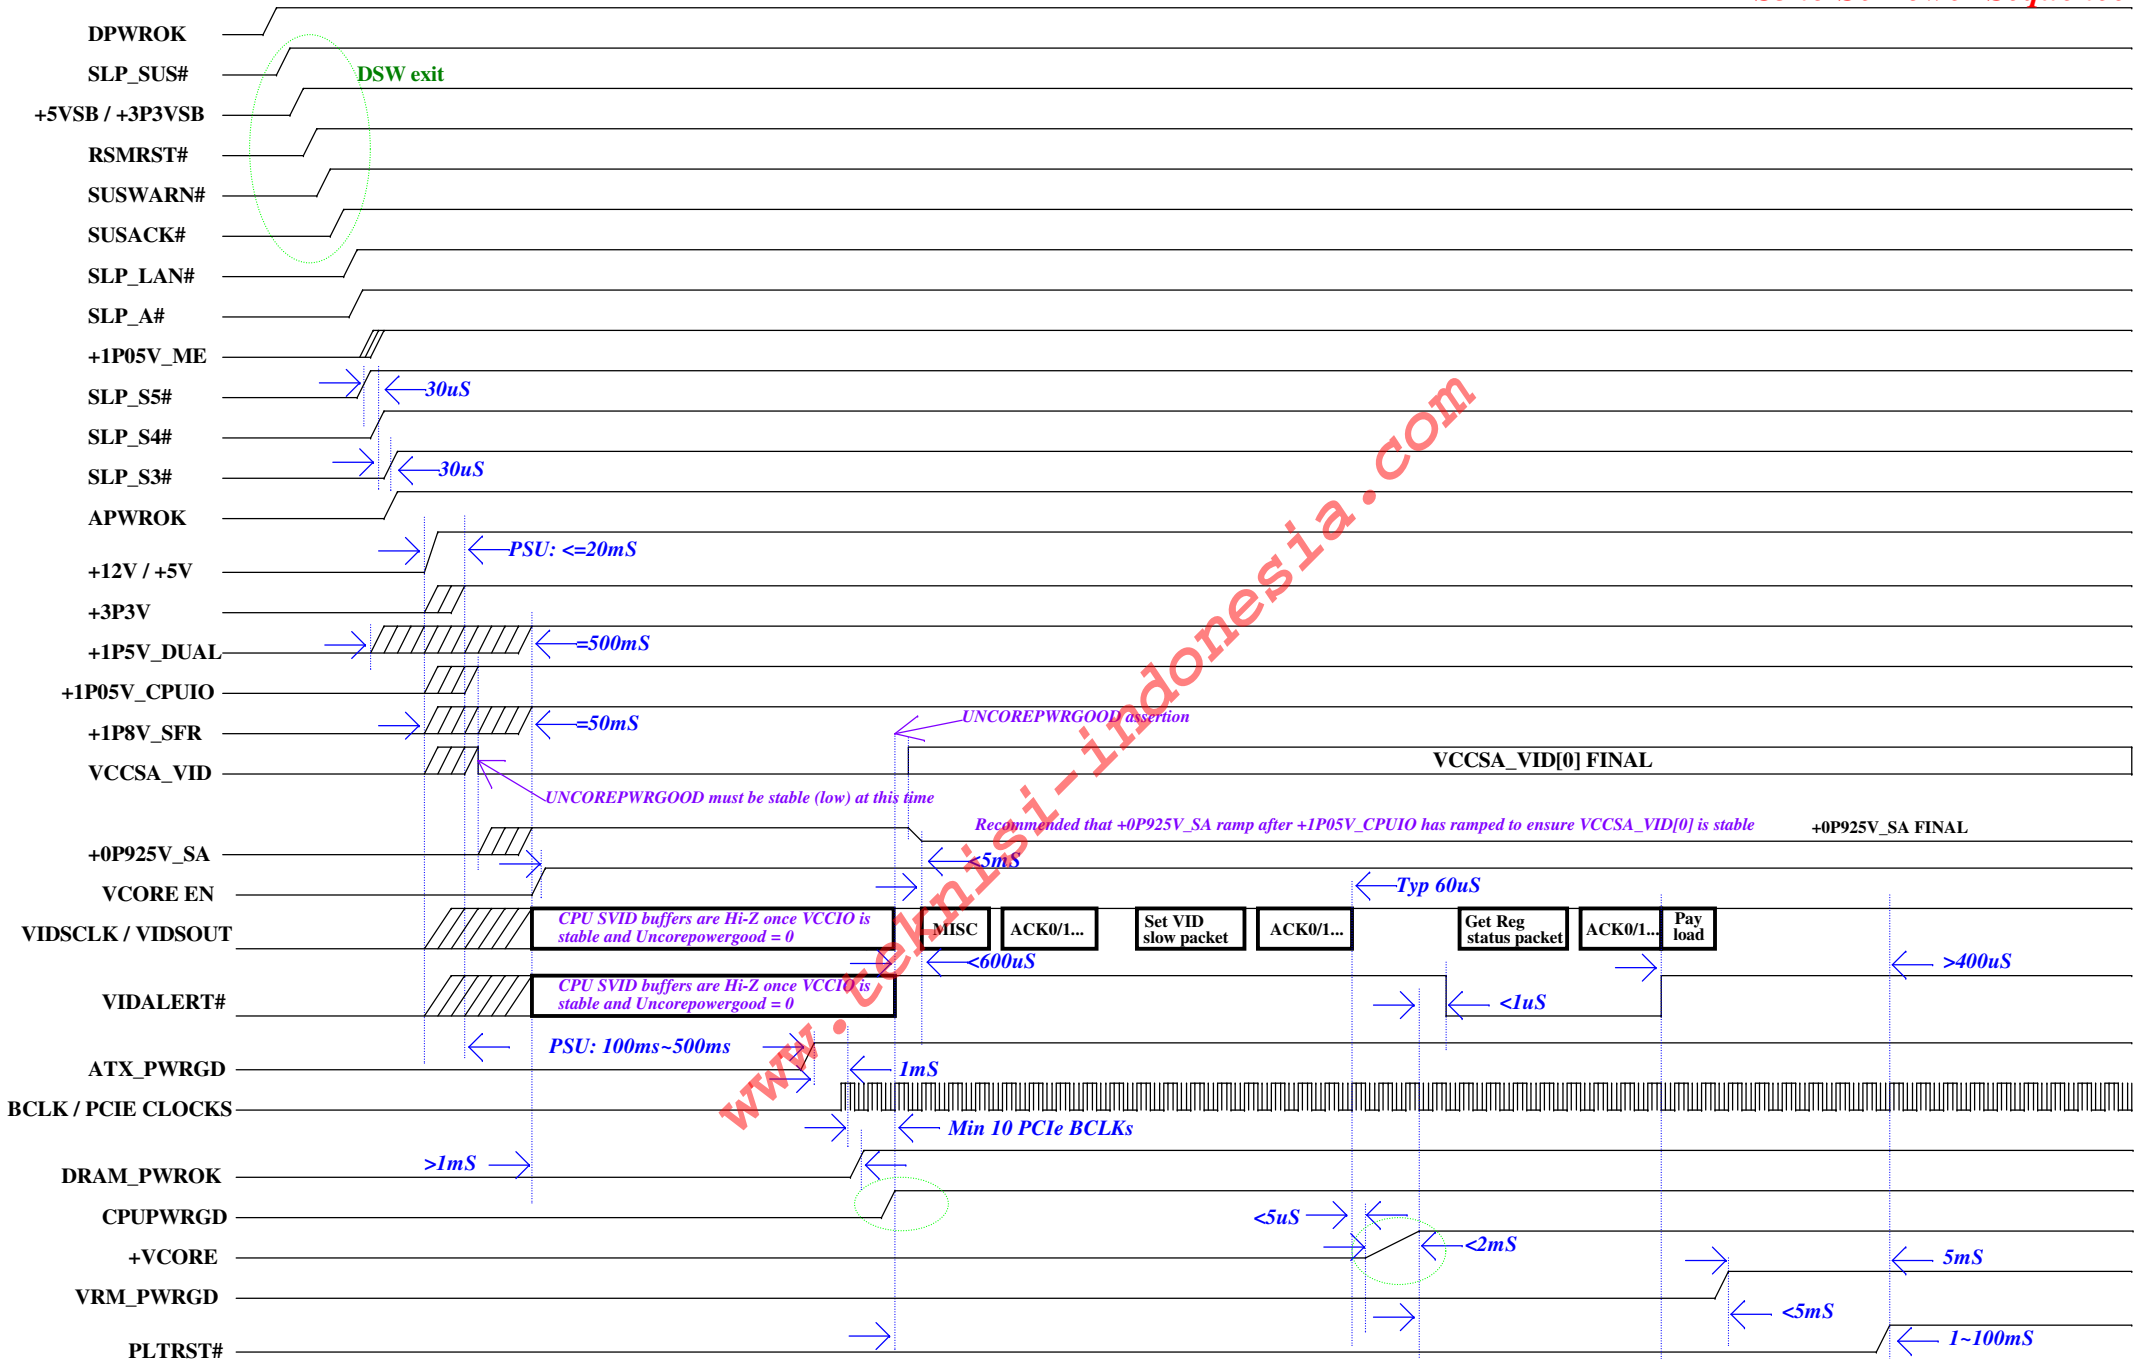 DPWROK
SLP_SUS#
DSW exit
+5VSB / +3P3VSB
RSMRST#
SUSWARN#
SUSACK#
SLP_LAN#
SLP_A#
+1P05V_ME
SLP_S5#
30uS
SLP_S4#
SLP_S3#
30uS
APWROK
PSU: <=20mS
+12V / +5V
+3P3V
+1P5V_DUAL
=500mS
+1P05V_CPUIO
UNCOREPWRGOOD assertion
+1P8V_SFR
=50mS
VCCSA_VID
VCCSA_VID[0] FINAL
UNCOREPWRGOOD must be stable (low) at this time
Recommended that +0P925V_SA ramp after +1P05V_CPUIO has ramped to ensure VCCSA_VID[0] is stable
+0P925V_SA FINAL
+0P925V_SA
<5mS
VCORE EN
Typ 60uS
VIDSCLK / VIDSOUT
CPU SVID buffers are Hi-Z once VCCIO is
stable and Uncorepowergood = 0
MISC
ACK0/1...
Set VID
slow packet
ACK0/1...
Get Reg
status packet
ACK0/1...
Pay
load
<600uS
>400uS
VIDALERT#
CPU SVID buffers are Hi-Z once VCCIO is
stable and Uncorepowergood = 0
<1uS
PSU: 100ms~500ms
ATX_PWRGD
1mS
BCLK / PCIE CLOCKS
Min 10 PCIe BCLKs
>1mS
DRAM_PWROK
CPUPWRGD
<5uS
+VCORE
<2mS
5mS
VRM_PWRGD
<5mS
PLTRST#
1~100mS
www.teknisi-indonesia.com